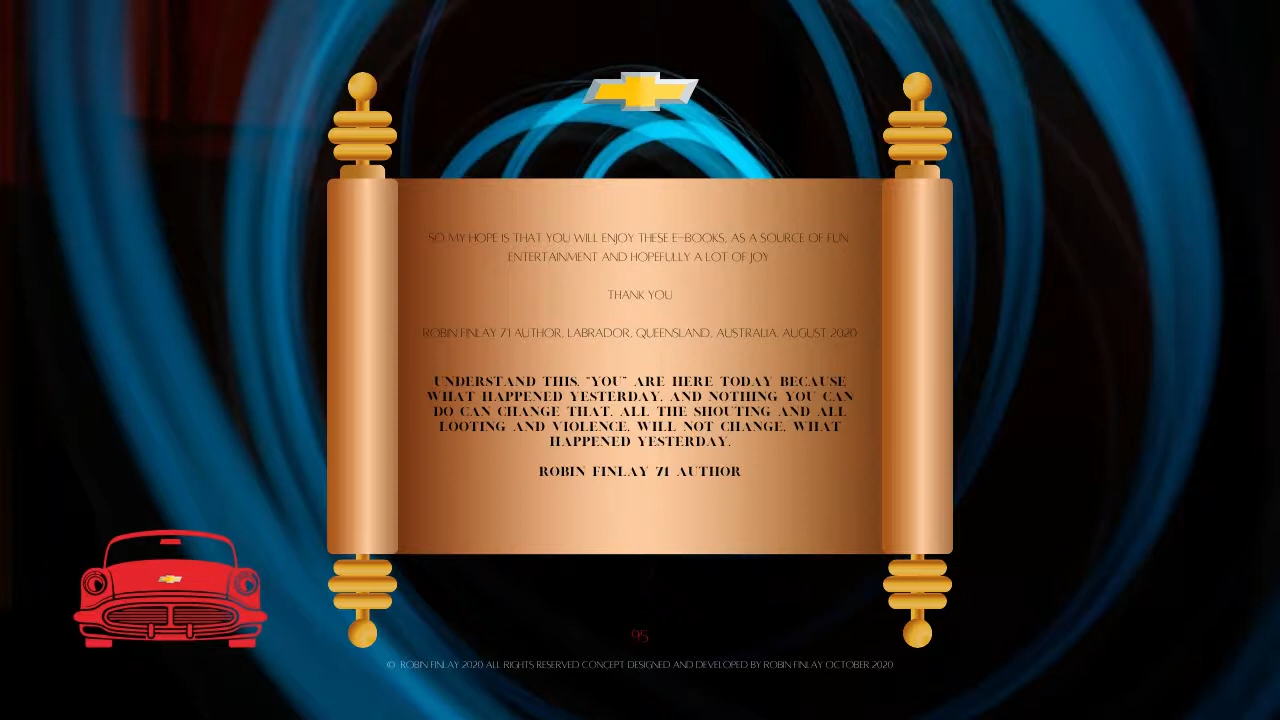 SO MY HOPE IS THAT YOU WILL ENJOY THESE E-BOOKS, AS A SOURCE OF FUN
ENTERTAINMENT AND HOPEFULLY A LOT OF JOY
THANK YOU
ROBIN FINLAY 71 AUTHOR, LABRADOR, QUEENSLAND, AUSTRALIA. AUGUST 2020
UNDERSTAND THIS, "YOU" ARE HERE TODAY BECAUSE
WHAT HAPPENED YESTERDAY, AND NOTHING YOU CAN
DO CAN CHANGE THAT. ALL THE SHOUTING AND ALL
LOOTING AND VIOLENCE, WILL NOT CHANGE, WHAT
HAPPENED YESTERDAY.
ROBIN FINLAY 71 AUTHOR
95
© ROBIN FINLAY 2020 ALL RIGHTS RESERVED CONCEPT DESIGNED AND DEVELOPED BY ROBIN FINLAY OCTOBER 2020